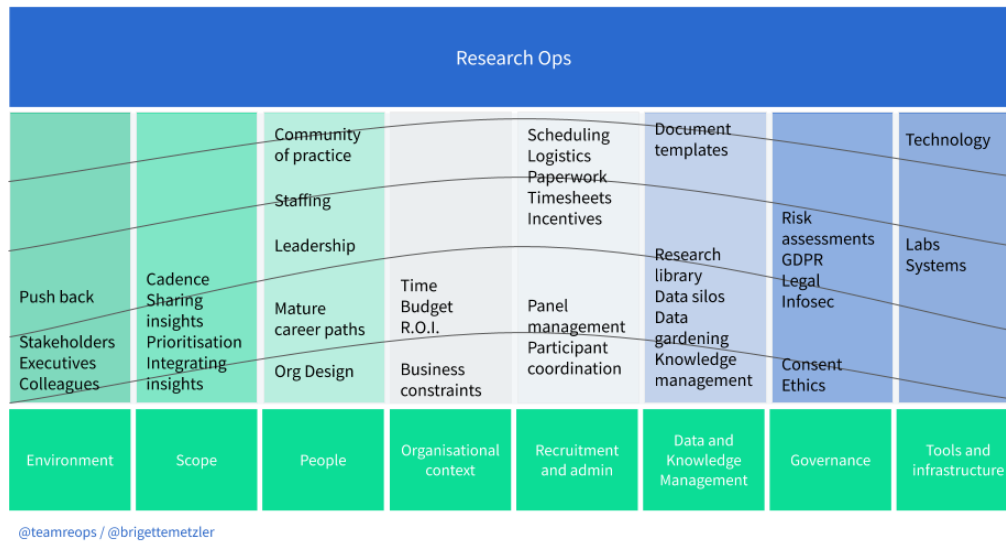 Research Ops
Push back
Stakeholders
Executives
Colleagues
Cadence
Sharing
insights
Prioritisation
Integrating
insights
Community
of practice
Staffing
Leadership
Mature
career paths
Org Design
Time
Budget
R.O.I.
Business
constraints
Scheduling
Logistics
Paperwork
Timesheets
Incentives
Panel
management
Participant
coordination
Document
templates
Research
library
Data silos
Data
gardening
Knowledge
management
Risk
assessments
GDPR
Legal
Infosec
Consent
Ethics
Technology
Labs
Systems
Environment
Scope
People
Organisational
context
Recruitment
and admin
Data and
Knowledge
Management
Governance
Tools and
infrastructure
@teamreops / @brigettemetzler